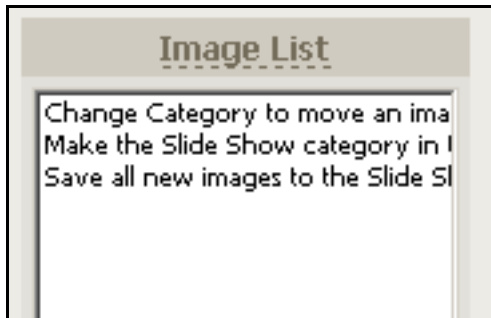 Image List
Change Category to move an ima
Make the Slide Show category in
Save all new images to the Slide Sl